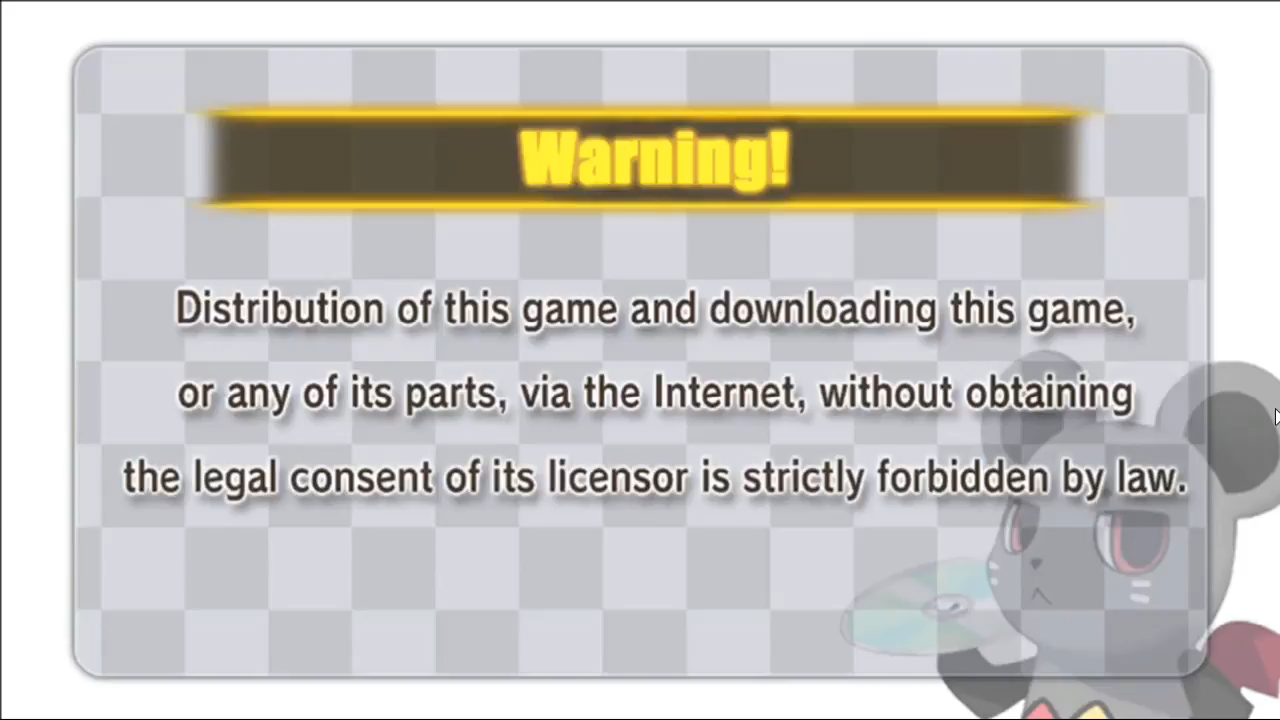 Warning!
Distribution of this game and downloading this game,
or any of its parts, via the Internet, without obtaining
the legal consent of its licensor is strictly forbidden by law.